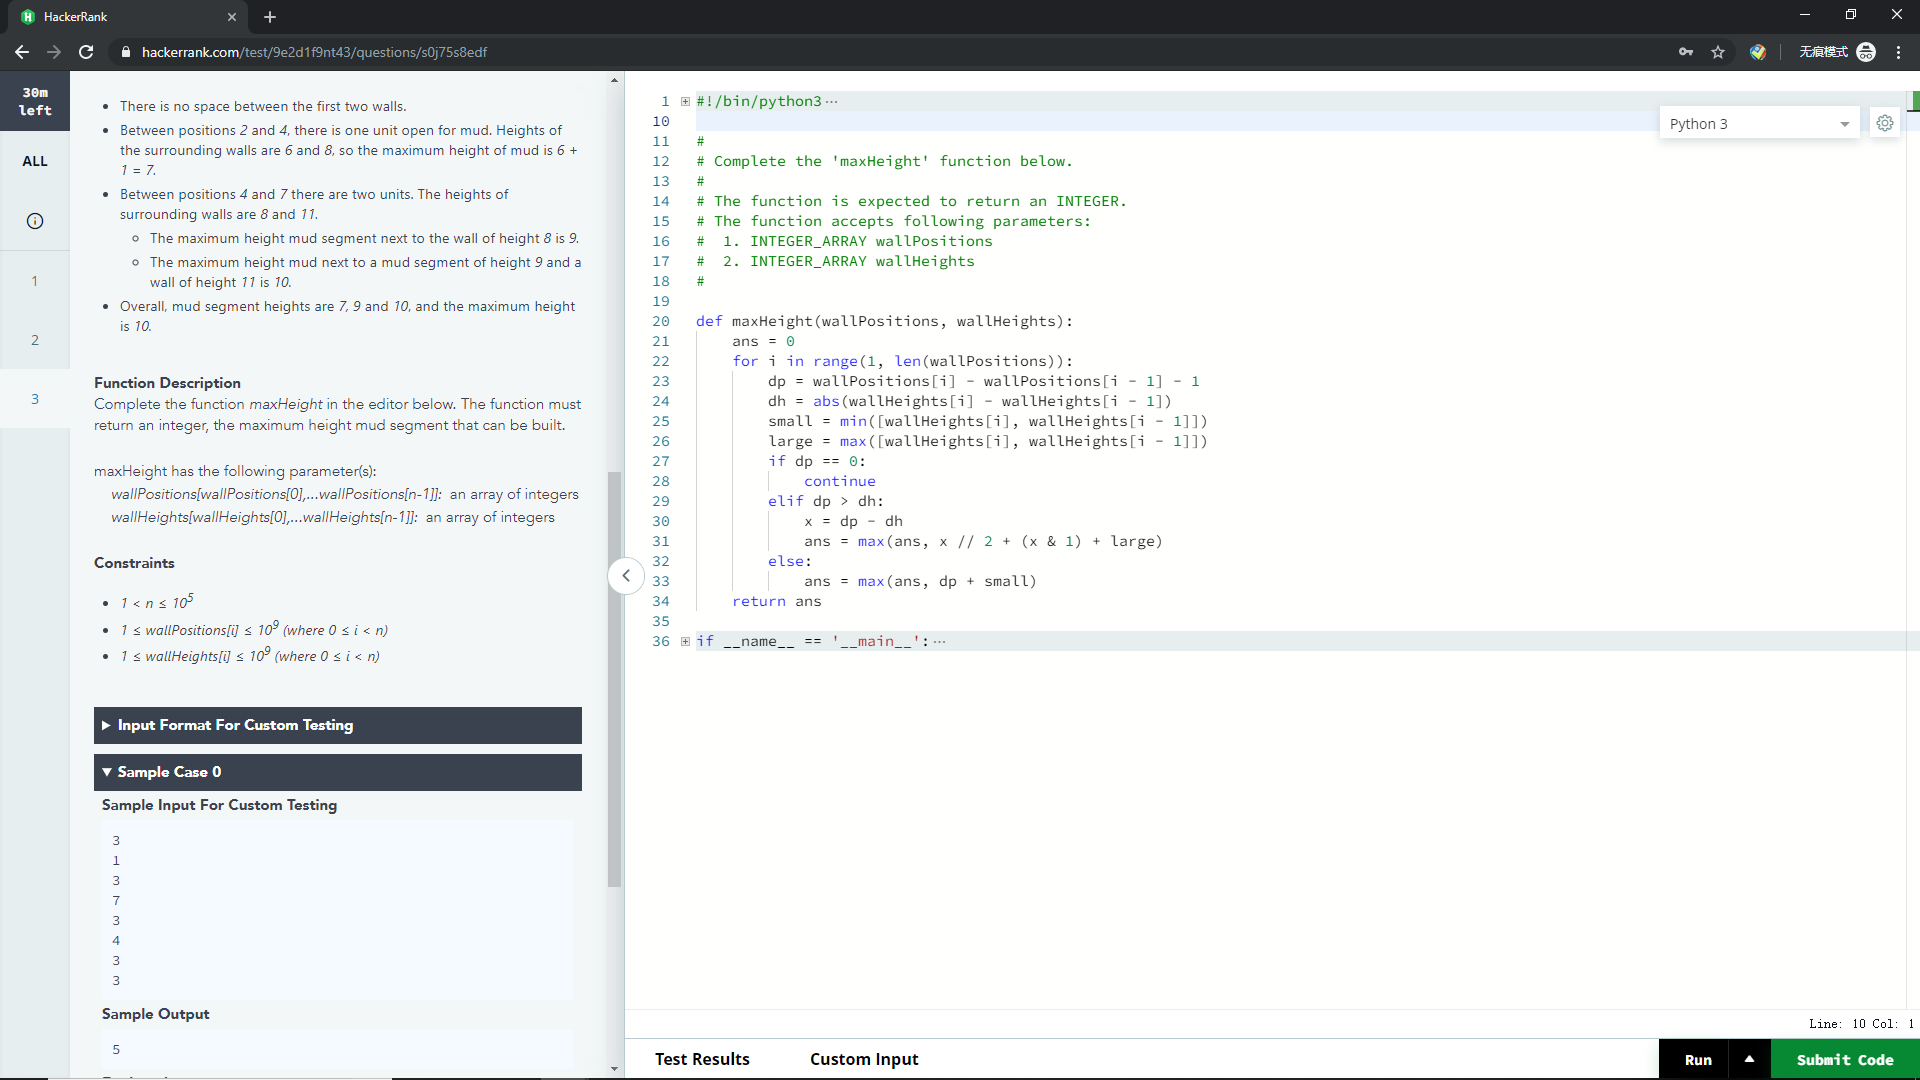 HackerRank
hackerrank.com/test/9e2d1f9nt43/questions/s0j75s8edf
无痕模式
30m
left
ALL
1
2
3
• There is no space between the first two walls.
• Between positions 2 and 4, there is one unit open for mud. Heights of
the surrounding walls are 6 and 8, so the maximum height of mud is 6 +
1 = 7.
• Between positions 4 and 7 there are two units. The heights of
surrounding walls are 8 and 11.
◦ The maximum height mud segment next to the wall of height 8 is 9.
◦ The maximum height mud next to a mud segment of height 9 and a
wall of height 11 is 10.
• Overall, mud segment heights are 7, 9 and 10, and the maximum height
is 10.
Function Description
Complete the function maxHeight in the editor below. The function must
return an integer, the maximum height mud segment that can be built.
maxHeight has the following parameter(s):
wallPositions[wallPositions[0],...wallPositions[n-1]]: an array of integers
wallHeights[wallHeights[0],...wallHeights[n-1]]: an array of integers
Constraints
• 1 < n ≤ 10^5
• 1 ≤ wallPositions[i] ≤ 10^9 (where 0 ≤ i < n)
• 1 ≤ wallHeights[i] ≤ 10^9 (where 0 ≤ i < n)
▶ Input Format For Custom Testing
▼ Sample Case 0
Sample Input For Custom Testing
3
1
3
7
3
4
3
3
Sample Output
5
Python 3
1 #!/bin/python3 ···
10
11 #
12 # Complete the 'maxHeight' function below.
13 #
14 # The function is expected to return an INTEGER.
15 # The function accepts following parameters:
16 #  1. INTEGER_ARRAY wallPositions
17 #  2. INTEGER_ARRAY wallHeights
18 #
19
20 def maxHeight(wallPositions, wallHeights):
21     ans = 0
22     for i in range(1, len(wallPositions)):
23         dp = wallPositions[i] - wallPositions[i - 1] - 1
24         dh = abs(wallHeights[i] - wallHeights[i - 1])
25         small = min([wallHeights[i], wallHeights[i - 1]])
26         large = max([wallHeights[i], wallHeights[i - 1]])
27         if dp == 0:
28             continue
29         elif dp > dh:
30             x = dp - dh
31             ans = max(ans, x // 2 + (x & 1) + large)
32         else:
33             ans = max(ans, dp + small)
34     return ans
35
36 if __name__ == '__main__': ···
Line: 10 Col: 1
Test Results
Custom Input
Run
Submit Code